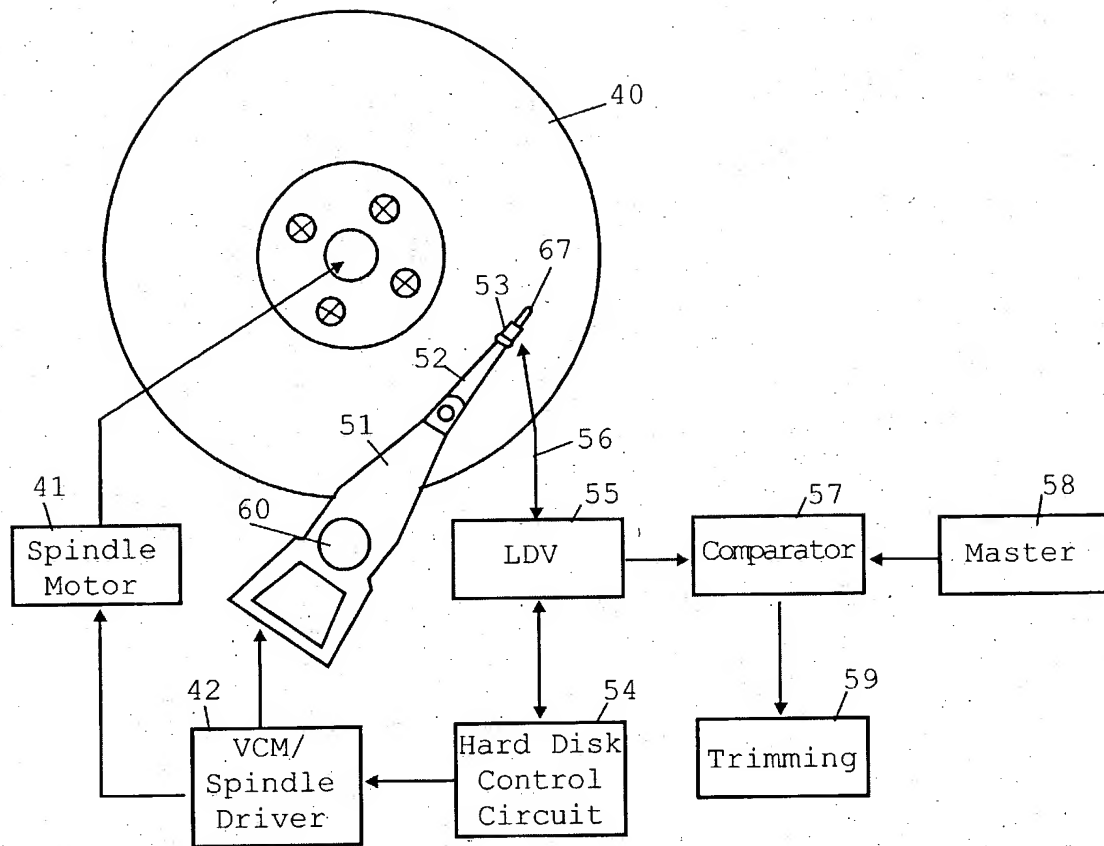 40
67
53
52
51
56
41
60
55
57
58
Spindle
Motor
LDV
Comparator
Master
42
54
59
VCM/
Spindle
Driver
Hard Disk
Control
Circuit
Trimming